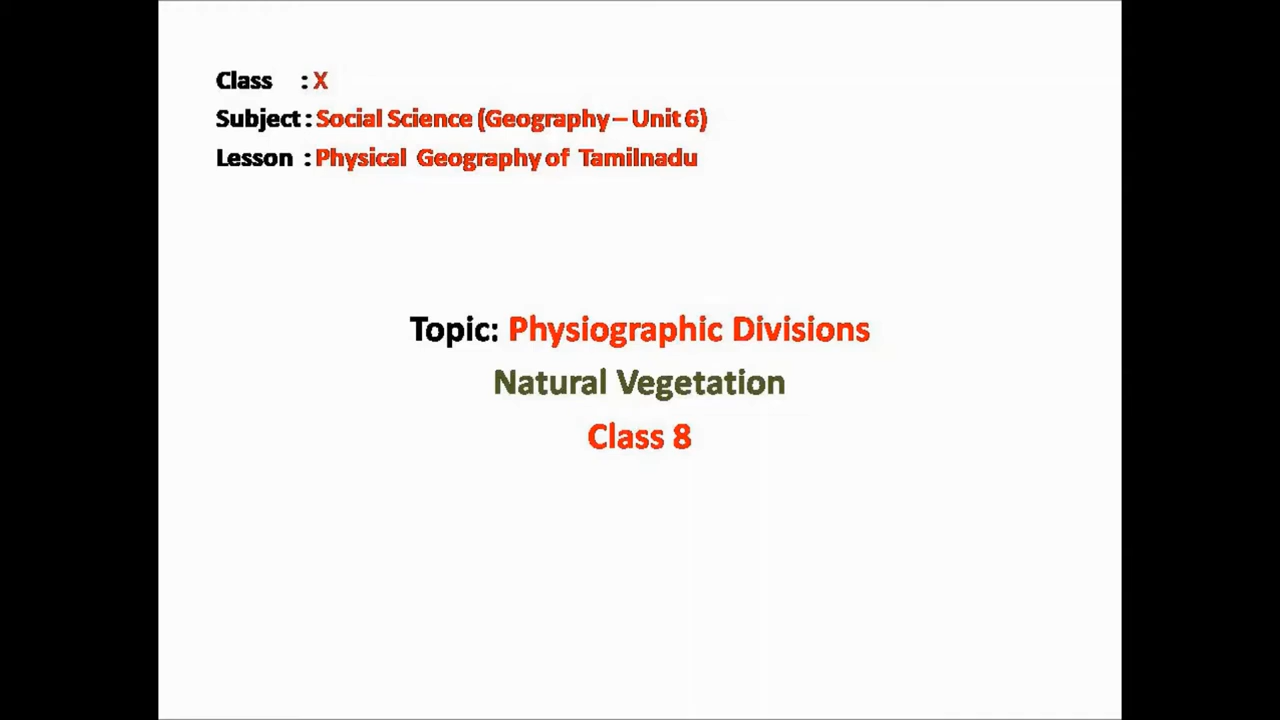 Class : X
Subject : Social Science (Geography – Unit 6)
Lesson : Physical Geography of Tamilnadu
Topic: Physiographic Divisions
Natural Vegetation
Class 8